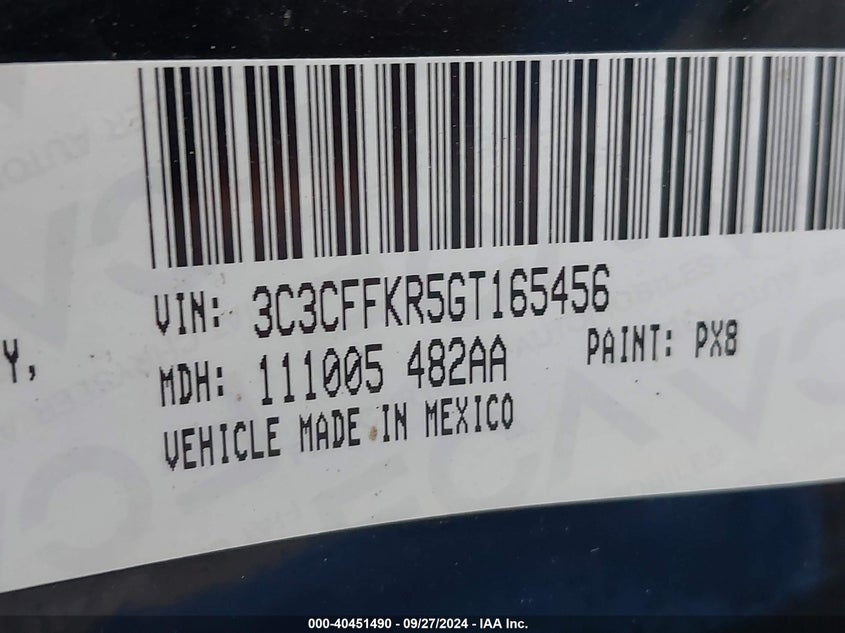 VIN: 3C3CFFKR5GT165456
Y,
MDH: 111005 482AA PAINT: PX8
VEHICLE MADE IN MEXICO
000-40451490 - 09/27/2024 - IAA Inc.